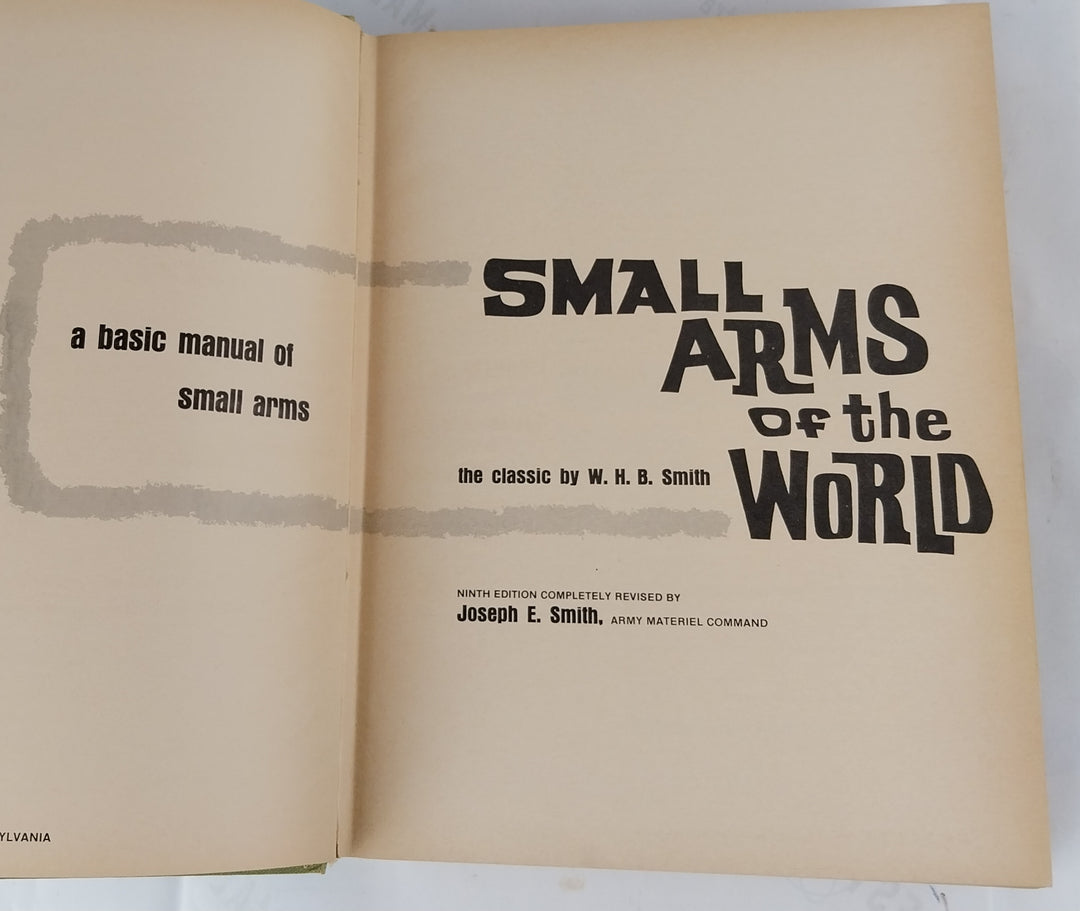 a basic manual of
small arms
YLVANIA
SMALL
ARMS
of the
WORLD
the classic by W. H. B. Smith
NINTH EDITION COMPLETELY REVISED BY
Joseph E. Smith, ARMY MATERIEL COMMAND